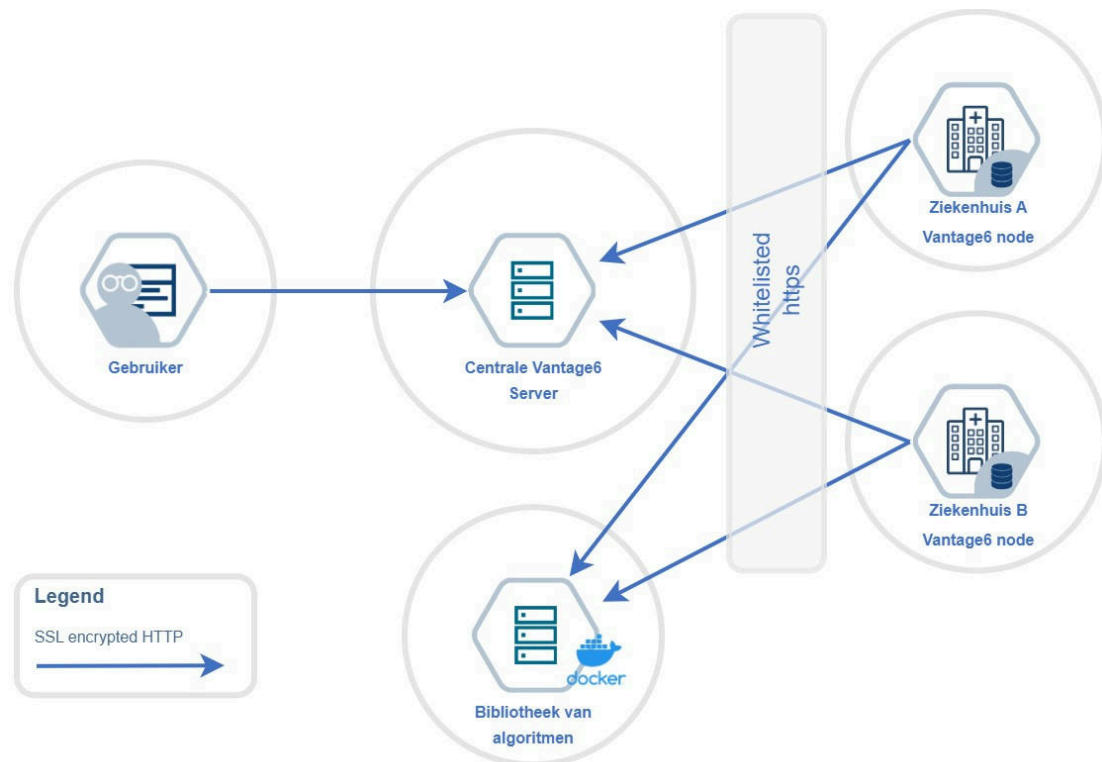 Ziekenhuis A
Vantage6 node
Whitelisted
https
Gebruiker
Centrale Vantage6
Server
Ziekenhuis B
Vantage6 node
Legend
SSL encrypted HTTP
docker
Bibliotheek van
algoritmen